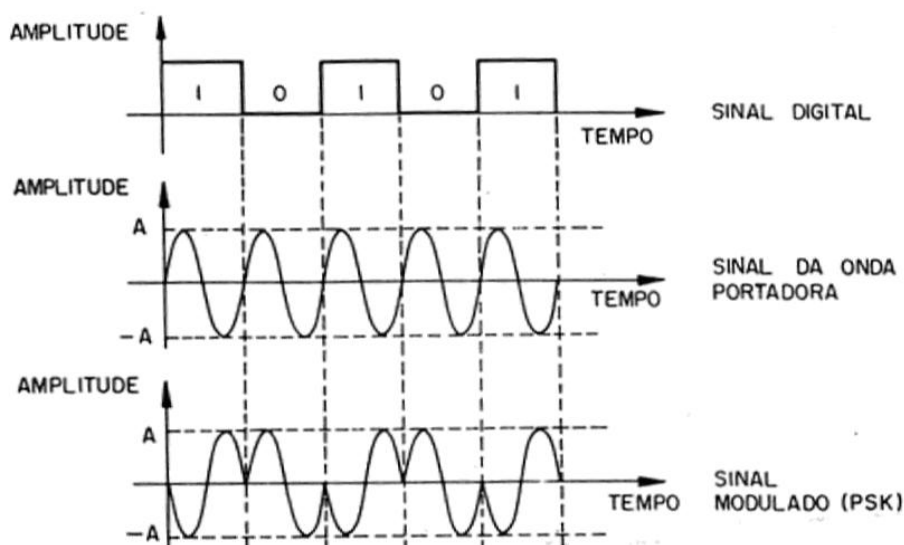 AMPLITUDE
1 0 1 0 1
TEMPO
SINAL DIGITAL
AMPLITUDE
A
-A
TEMPO
SINAL DA ONDA
PORTADORA
AMPLITUDE
A
-A
TEMPO
SINAL
MODULADO (PSK)